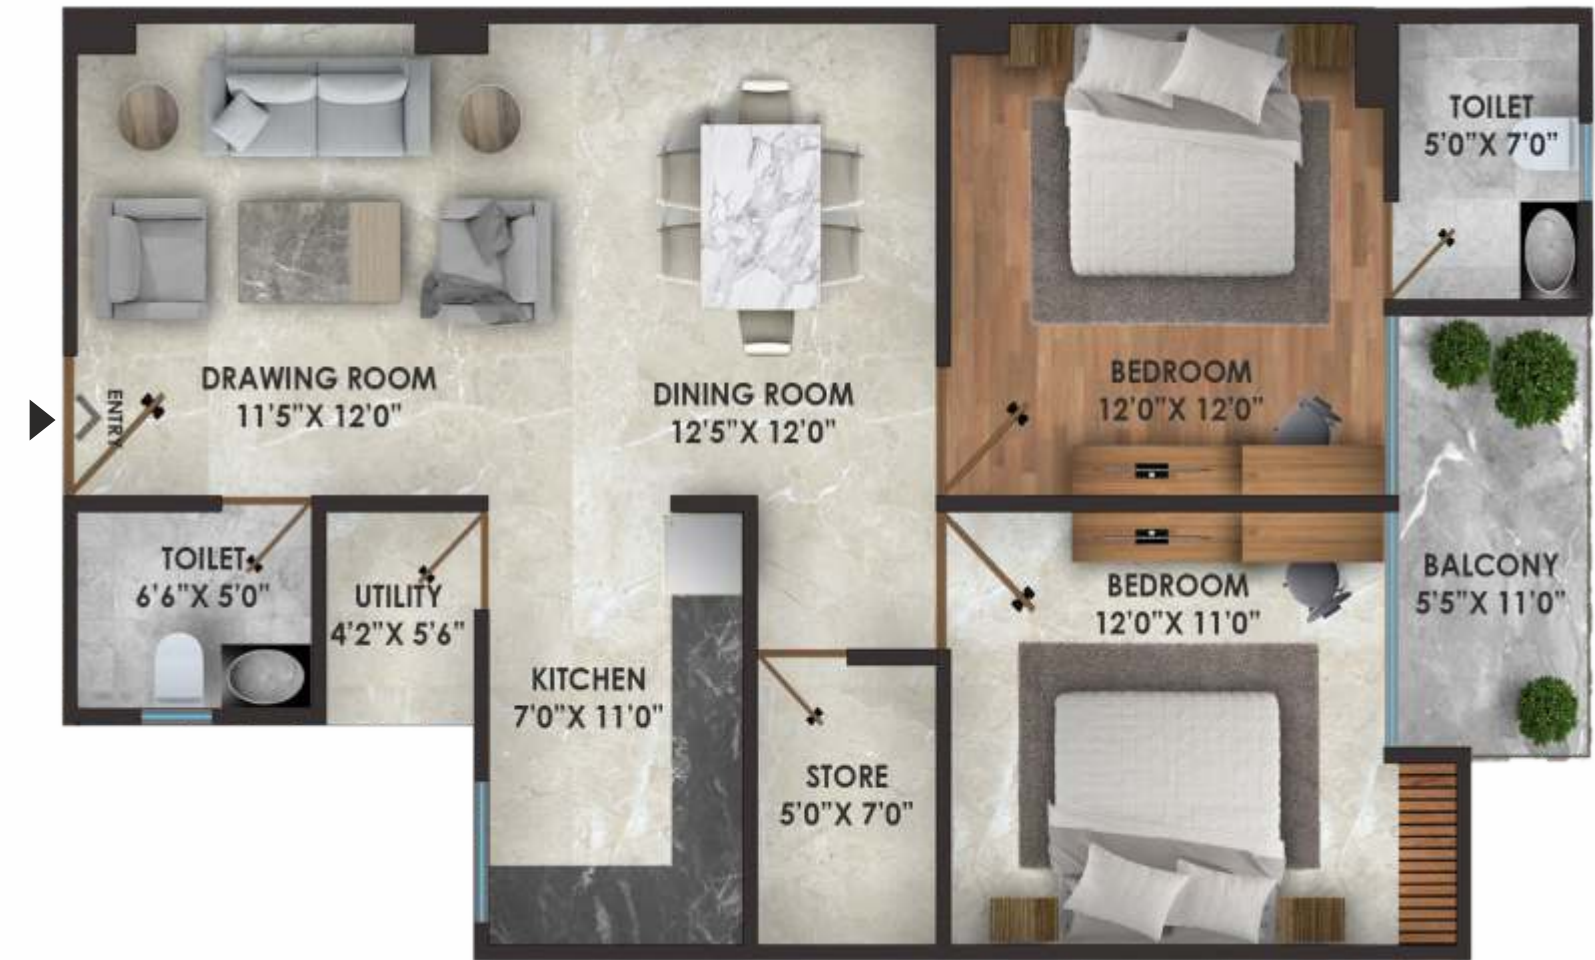 TOILET
5'0"X 7'0"
DRAWING ROOM
11'5"X 12'0"
DINING ROOM
12'5"X 12'0"
BEDROOM
12'0"X 12'0"
ENTRY
TOILET
6'6"X 5'0"
UTILITY
4'2"X 5'6"
BEDROOM
12'0"X 11'0"
BALCONY
5'5"X 11'0"
KITCHEN
7'0"X 11'0"
STORE
5'0"X 7'0"